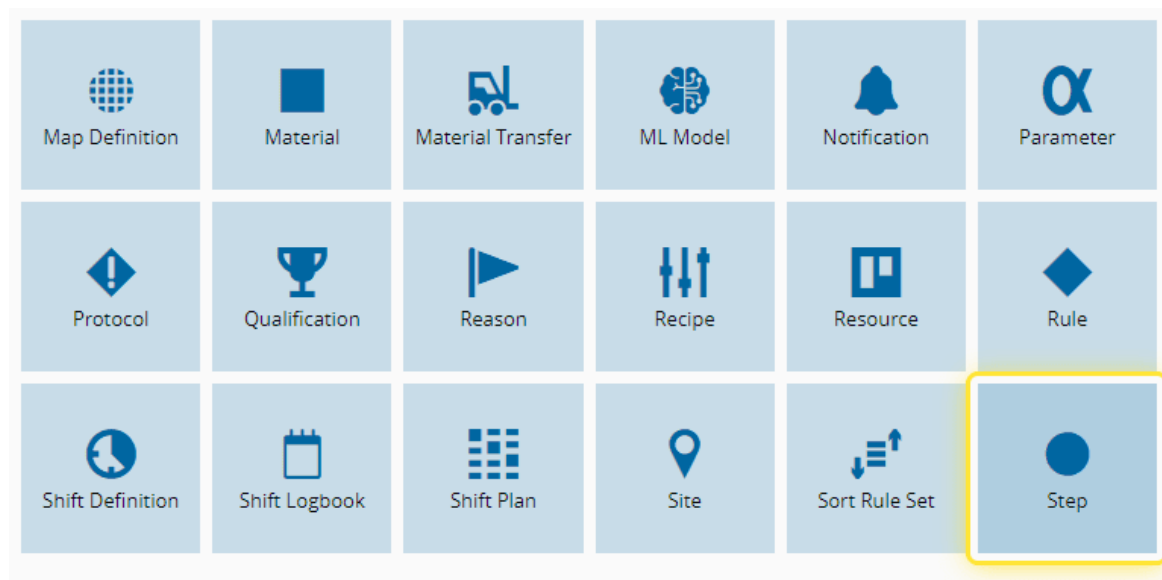 Map Definition
Material
Material Transfer
ML Model
Notification
Parameter
Protocol
Qualification
Reason
Recipe
Resource
Rule
Shift Definition
Shift Logbook
Shift Plan
Site
Sort Rule Set
Step